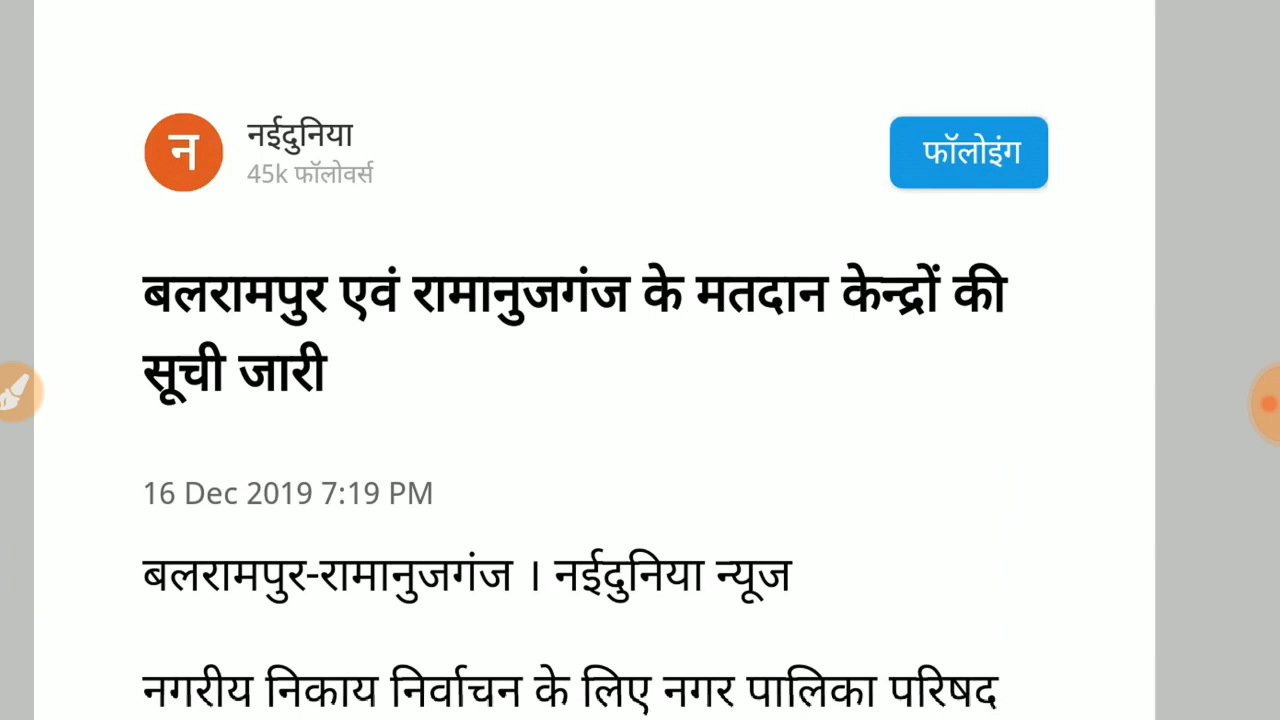 न
नईदुनिया
45k फॉलोवर्स
फॉलोइंग
बलरामपुर एवं रामानुजगंज के मतदान केन्द्रों की
सूची जारी
16 Dec 2019 7:19 PM
बलरामपुर-रामानुजगंज । नईदुनिया न्यूज
नगरीय निकाय निर्वाचन के लिए नगर पालिका परिषद